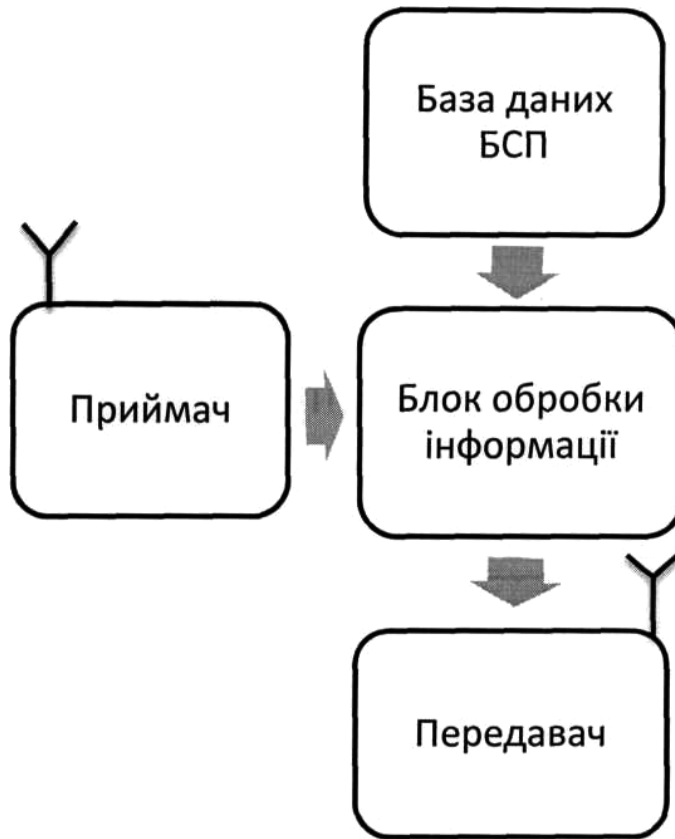 База даних
БСП
Приймач
Блок обробки
інформації
Передавач